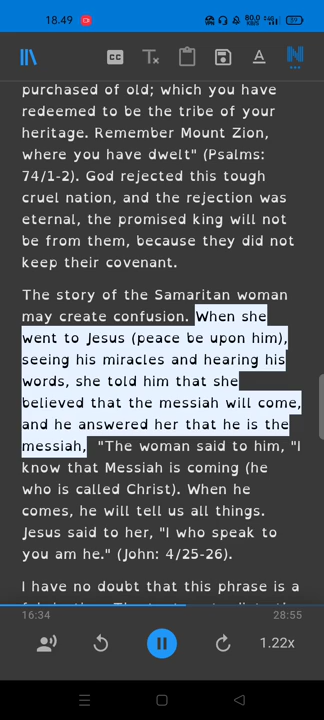 18.49
80.0
KB/s
57
CC
purchased of old; which you have
redeemed to be the tribe of your
heritage. Remember Mount Zion,
where you have dwelt" (Psalms:
74/1-2). God rejected this tough
cruel nation, and the rejection was
eternal, the promised king will not
be from them, because they did not
keep their covenant.
The story of the Samaritan woman
may create confusion. When she
went to Jesus (peace be upon him),
seeing his miracles and hearing his
words, she told him that she
believed that the messiah will come,
and he answered her that he is the
messiah, "The woman said to him, "I
know that Messiah is coming (he
who is called Christ). When he
comes, he will tell us all things.
Jesus said to her, "I who speak to
you am he." (John: 4/25-26).
I have no doubt that this phrase is a
16:34
28:55
1.22x